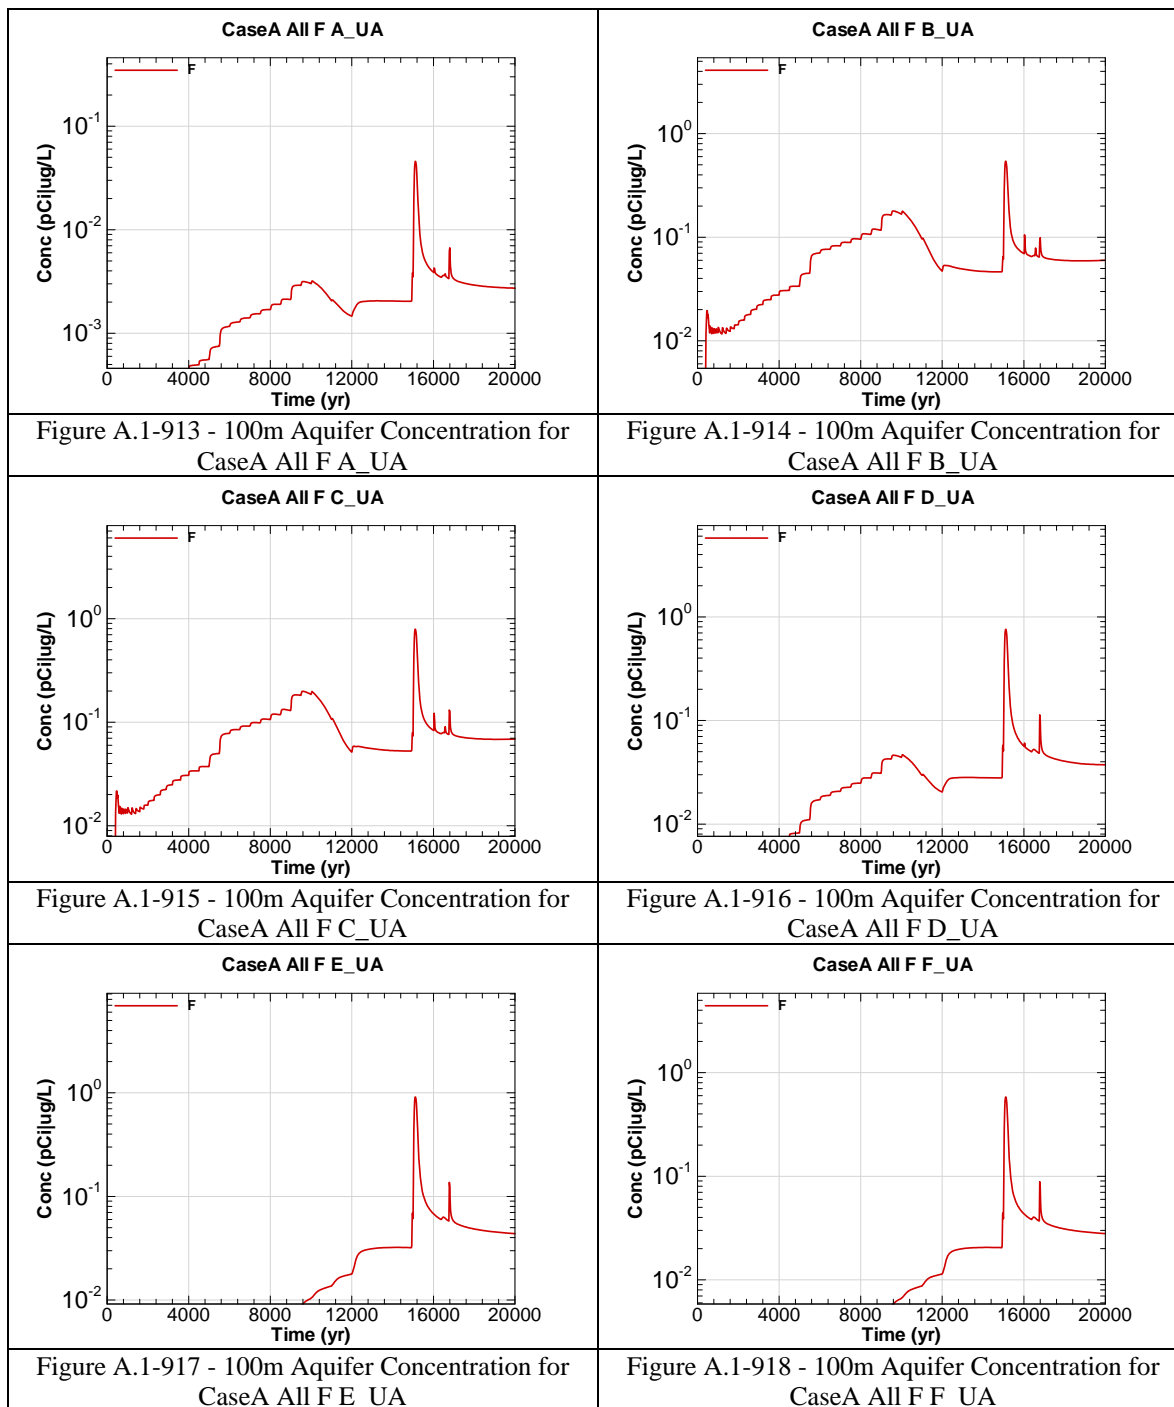 CaseA All F A_UA
F
Conc (pCi|ug/L)
10^-1
10^-2
10^-3
0 4000 8000 12000 16000 20000
Time (yr)
Figure A.1-913 - 100m Aquifer Concentration for
CaseA All F A_UA
CaseA All F B_UA
F
Conc (pCi|ug/L)
10^0
10^-1
10^-2
0 4000 8000 12000 16000 20000
Time (yr)
Figure A.1-914 - 100m Aquifer Concentration for
CaseA All F B_UA
CaseA All F C_UA
F
Conc (pCi|ug/L)
10^0
10^-1
10^-2
0 4000 8000 12000 16000 20000
Time (yr)
Figure A.1-915 - 100m Aquifer Concentration for
CaseA All F C_UA
CaseA All F D_UA
F
Conc (pCi|ug/L)
10^0
10^-1
10^-2
0 4000 8000 12000 16000 20000
Time (yr)
Figure A.1-916 - 100m Aquifer Concentration for
CaseA All F D_UA
CaseA All F E_UA
F
Conc (pCi|ug/L)
10^0
10^-1
10^-2
0 4000 8000 12000 16000 20000
Time (yr)
Figure A.1-917 - 100m Aquifer Concentration for
CaseA All F E_UA
CaseA All F F_UA
F
Conc (pCi|ug/L)
10^0
10^-1
10^-2
0 4000 8000 12000 16000 20000
Time (yr)
Figure A.1-918 - 100m Aquifer Concentration for
CaseA All F F_UA